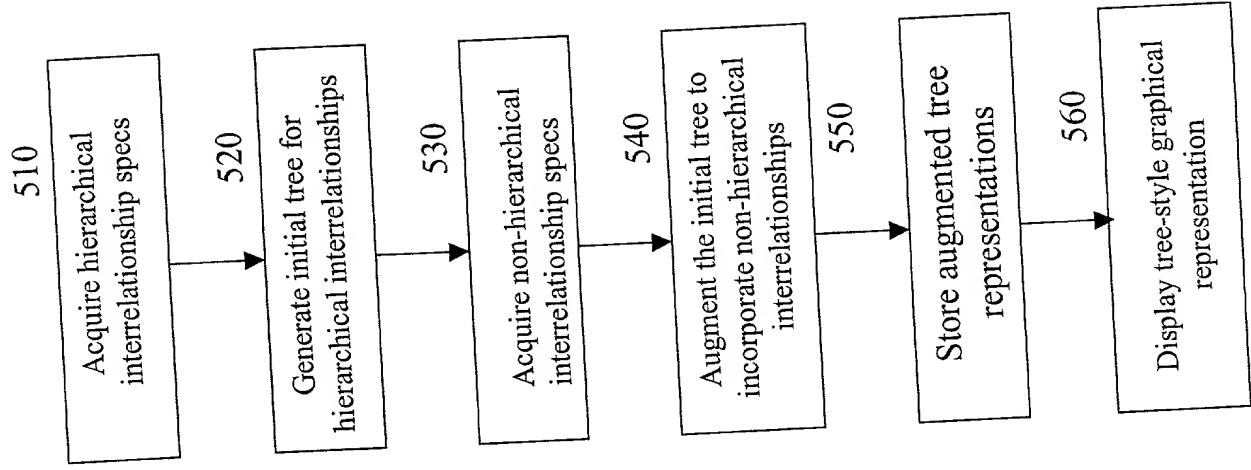 510
Acquire hierarchical
interrelationship specs
520
Generate initial tree for
hierarchical interrelationships
530
Acquire non-hierarchical
interrelationship specs
540
Augment the initial tree to
incorporate non-hierarchical
interrelationships
550
Store augmented tree
representations
560
Display tree-style graphical
representation